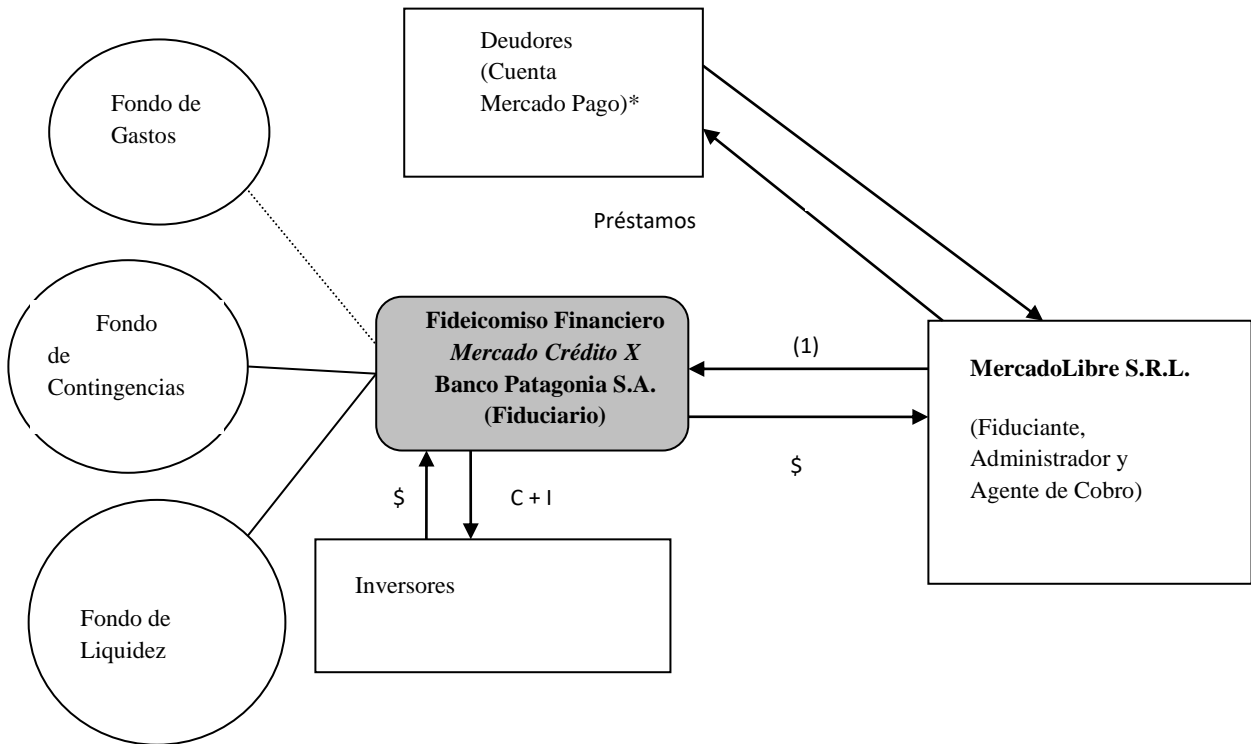 Deudores
(Cuenta
Mercado Pago)*
Fondo de
Gastos
Préstamos
Fondo
de
Contingencias
Fideicomiso Financiero
Mercado Crédito X
Banco Patagonia S.A.
(Fiduciario)
(1)
$
MercadoLibre S.R.L.
(Fiduciante,
Administrador y
Agente de Cobro)
$
C + I
Inversores
Fondo de
Liquidez